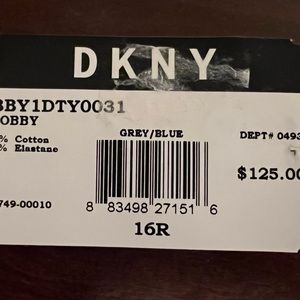 DKNY
BBY1DTY0031
OBBY
GREY/BLUE
DEPT# 0493
% Cotton
% Elastane
$125.00
749-00010
8 83498 27151 6
16R